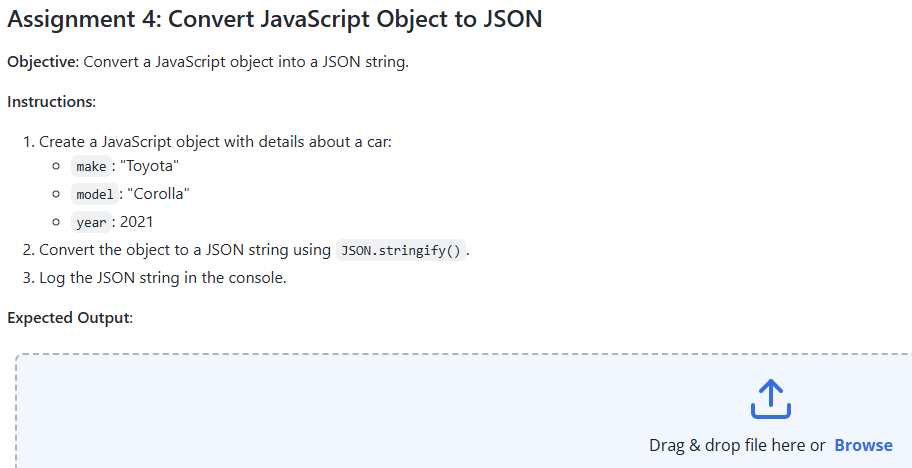 Assignment 4: Convert JavaScript Object to JSON
Objective: Convert a JavaScript object into a JSON string.
Instructions:
1. Create a JavaScript object with details about a car:
make : "Toyota"
model : "Corolla"
year : 2021
2. Convert the object to a JSON string using JSON.stringify() .
3. Log the JSON string in the console.
Expected Output:
Drag & drop file here or Browse